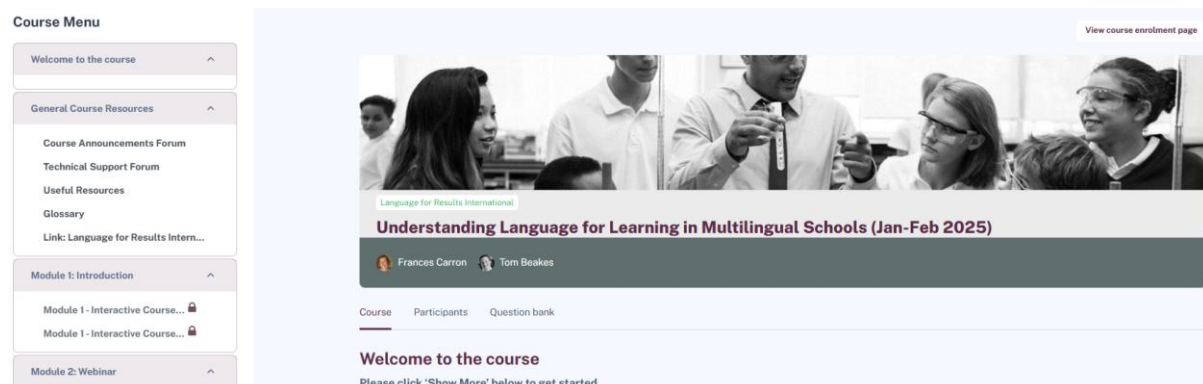 Course Menu
Welcome to the course
General Course Resources
Course Announcements Forum
Technical Support Forum
Useful Resources
Glossary
Link: Language for Results Intern...
Module 1: Introduction
Module 1 - Interactive Course...
Module 1 - Interactive Course...
Module 2: Webinar
View course enrolment page
Language for Results International
Understanding Language for Learning in Multilingual Schools (Jan-Feb 2025)
Frances Carron Tom Beakes
Course Participants Question bank
Welcome to the course
Please click 'Show More' below to get started